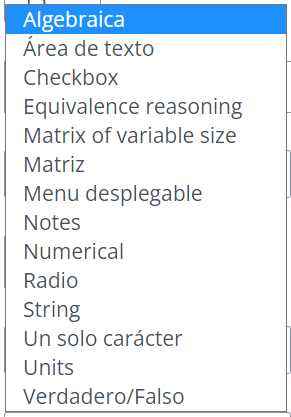 Algebraica
Área de texto
Checkbox
Equivalence reasoning
Matrix of variable size
Matriz
Menu desplegable
Notes
Numerical
Radio
String
Un solo carácter
Units
Verdadero/Falso